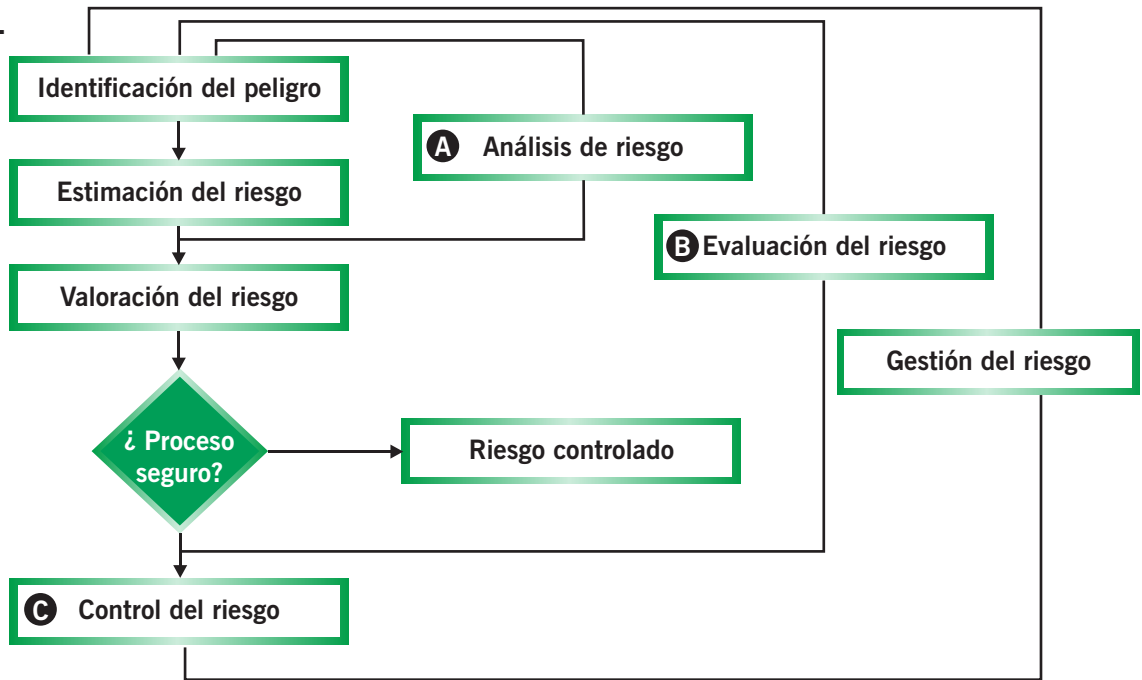 Identificación del peligro
A Análisis de riesgo
Estimación del riesgo
B Evaluación del riesgo
Valoración del riesgo
Gestión del riesgo
¿ Proceso
seguro?
Riesgo controlado
C Control del riesgo